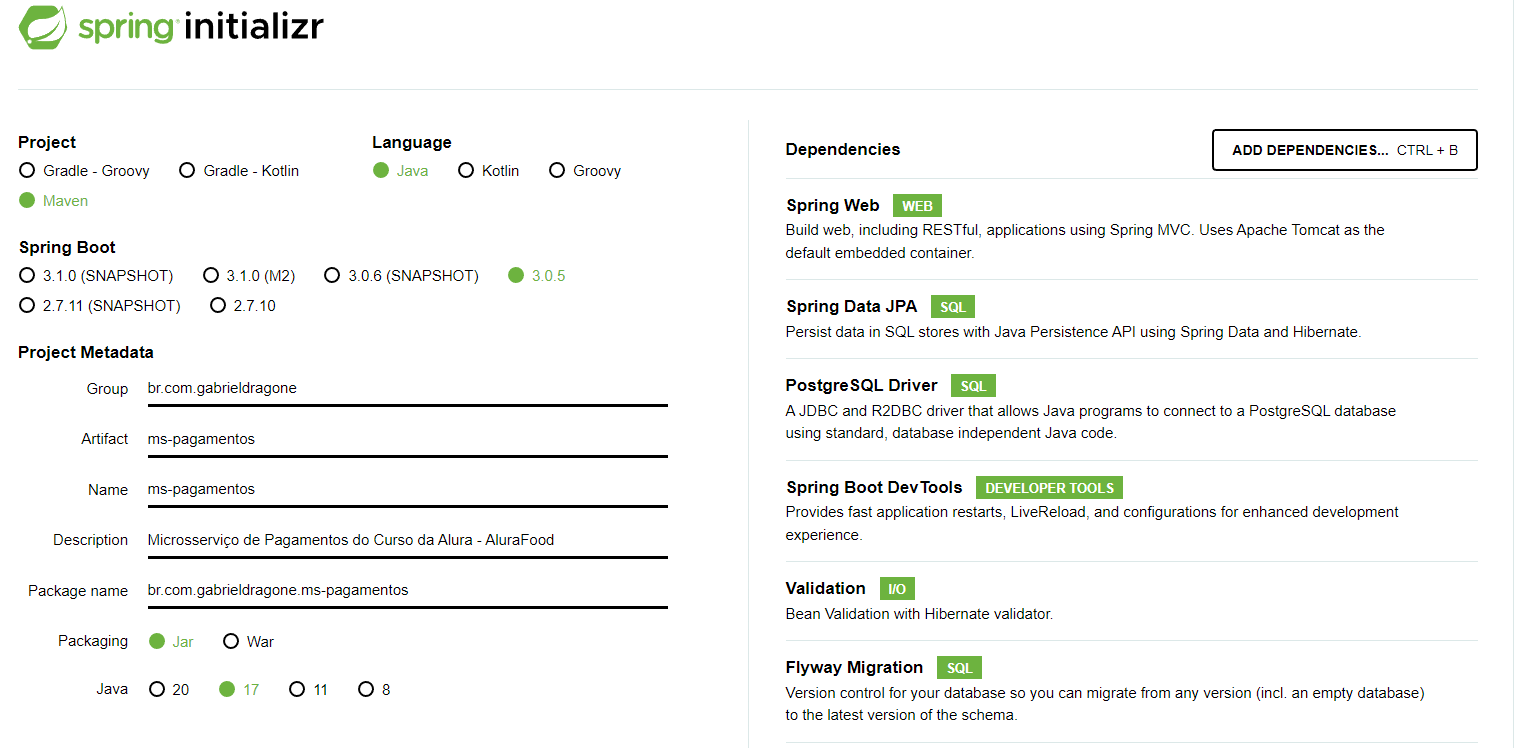 spring initializr
Project
Gradle - Groovy Gradle - Kotlin
Maven
Language
Java Kotlin Groovy
Spring Boot
3.1.0 (SNAPSHOT) 3.1.0 (M2) 3.0.6 (SNAPSHOT) 3.0.5
2.7.11 (SNAPSHOT) 2.7.10
Project Metadata
Group br.com.gabrieldragone
Artifact ms-pagamentos
Name ms-pagamentos
Description Microsserviço de Pagamentos do Curso da Alura - AluraFood
Package name br.com.gabrieldragone.ms-pagamentos
Packaging Jar War
Java 20 17 11 8
Dependencies ADD DEPENDENCIES... CTRL + B
Spring Web WEB
Build web, including RESTful, applications using Spring MVC. Uses Apache Tomcat as the
default embedded container.
Spring Data JPA SQL
Persist data in SQL stores with Java Persistence API using Spring Data and Hibernate.
PostgreSQL Driver SQL
A JDBC and R2DBC driver that allows Java programs to connect to a PostgreSQL database
using standard, database independent Java code.
Spring Boot DevTools DEVELOPER TOOLS
Provides fast application restarts, LiveReload, and configurations for enhanced development
experience.
Validation I/O
Bean Validation with Hibernate validator.
Flyway Migration SQL
Version control for your database so you can migrate from any version (incl. an empty database)
to the latest version of the schema.